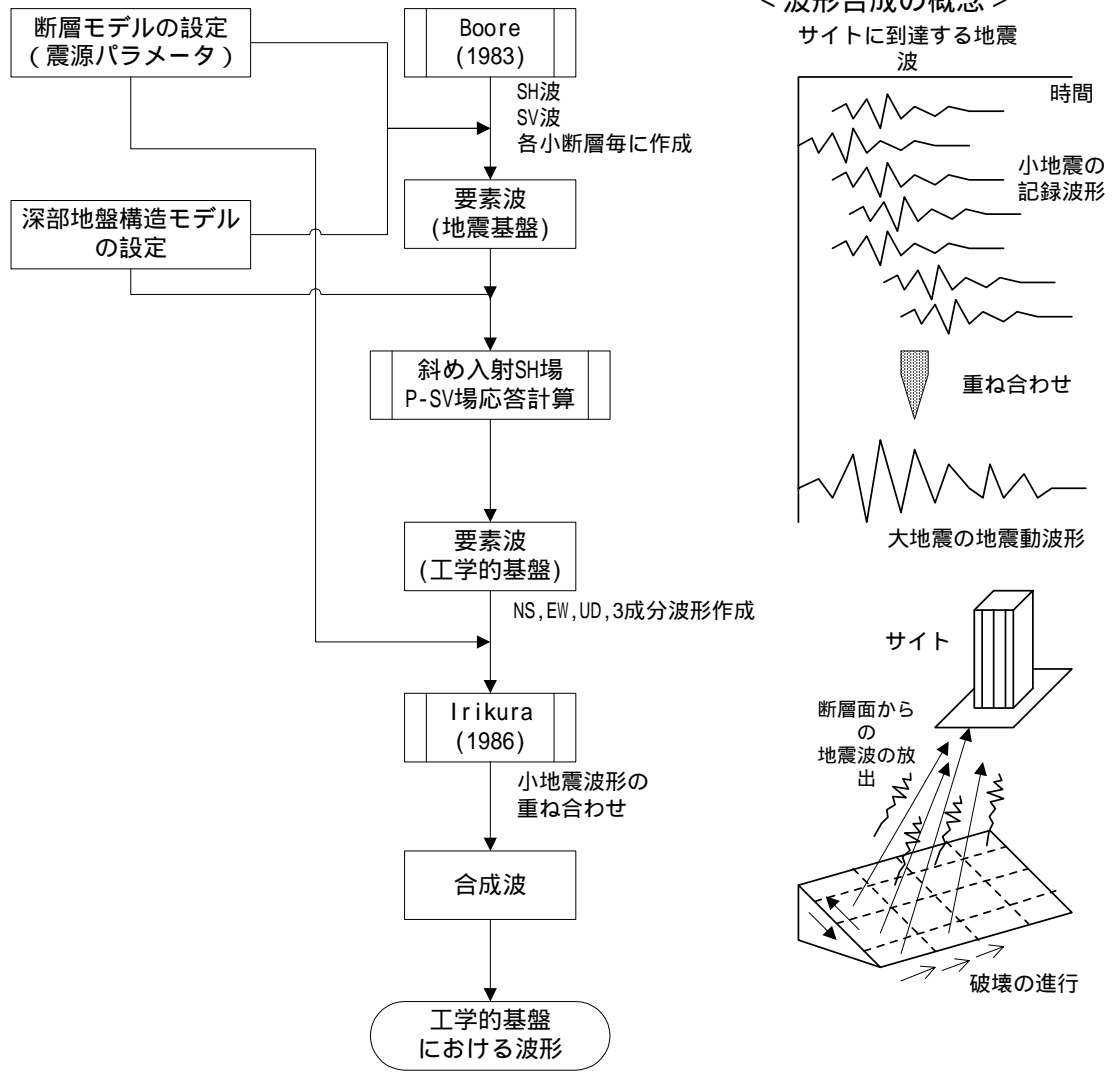 断層モデルの設定
(震源パラメータ)
Boore
(1983)
SH波
SV波
各小断層毎に作成
要素波
(地震基盤)
深部地盤構造モデル
の設定
斜め入射SH場
P-SV場応答計算
要素波
(工学的基盤)
NS,EW,UD,3成分波形作成
Irikura
(1986)
小地震波形の
重ね合わせ
合成波
工学的基盤
における波形
<波形合成の概念>
サイトに到達する地震
波
時間
小地震の
記録波形
重ね合わせ
大地震の地震動波形
サイト
断層面から
の
地震波の放
出
破壊の進行